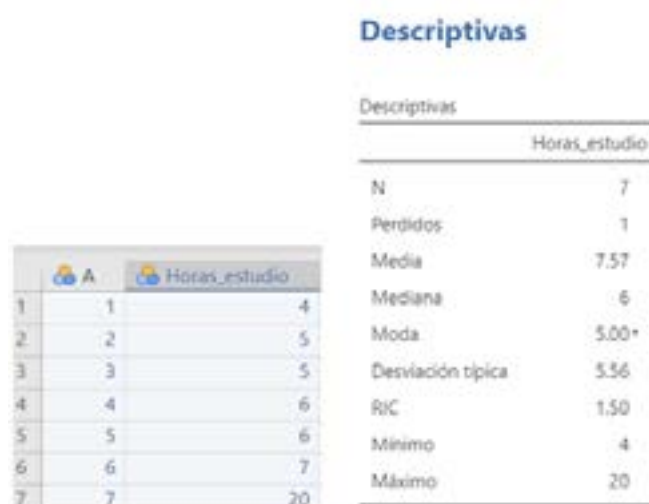 Descriptivas
Descriptivas
Horas_estudio
N 7
Perdidos 1
Media 7.57
Mediana 6
Moda 5.00*
Desviación típica 5.56
RIC 1.50
Mínimo 4
Máximo 20
A Horas_estudio
1 1 4
2 2 5
3 3 5
4 4 6
5 5 6
6 6 7
7 7 20